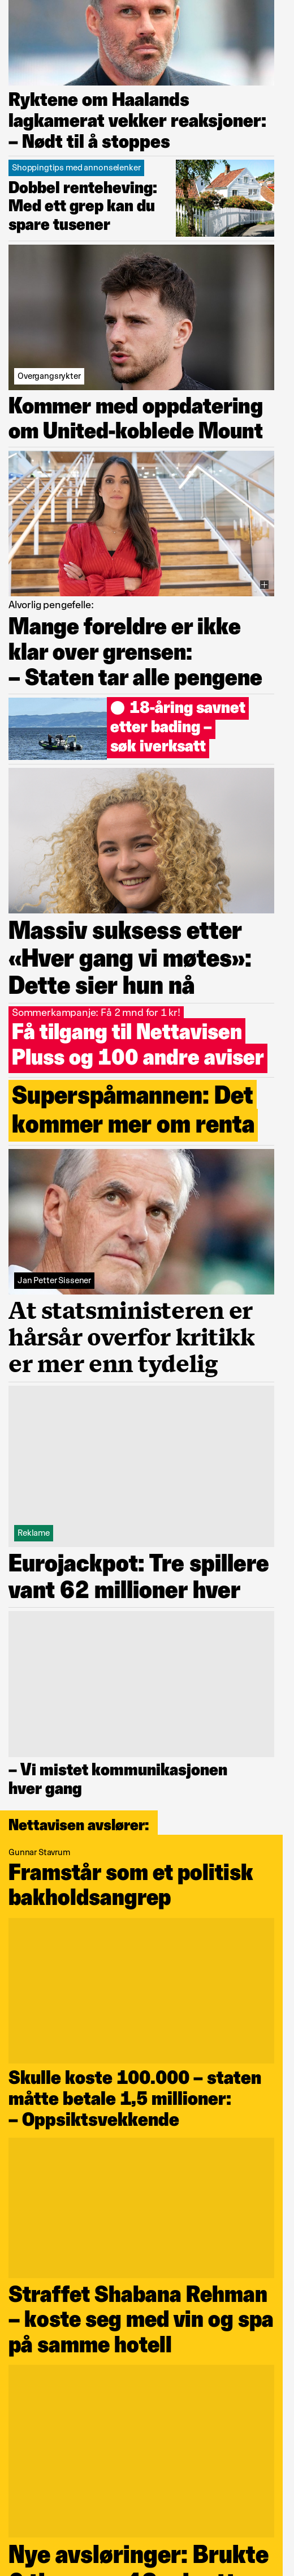 Ryktene om Haalands
lagkamerat vekker reaksjoner:
– Nødt til å stoppes
Shoppingtips med annonselenker
Dobbel renteheving:
Med ett grep kan du
spare tusener
Overgangsrykter
Kommer med oppdatering
om United-koblede Mount
Alvorlig pengefelle:
Mange foreldre er ikke
klar over grensen:
– Staten tar alle pengene
18-åring savnet
etter bading –
søk iverksatt
Massiv suksess etter
«Hver gang vi møtes»:
Dette sier hun nå
Sommerkampanje: Få 2 mnd for 1 kr!
Få tilgang til Nettavisen
Pluss og 100 andre aviser
Superspåmannen: Det
kommer mer om renta
Jan Petter Sissener
At statsministeren er
hårsår overfor kritikk
er mer enn tydelig
Reklame
Eurojackpot: Tre spillere
vant 62 millioner hver
– Vi mistet kommunikasjonen
hver gang
Nettavisen avslører:
Gunnar Stavrum
Framstår som et politisk
bakholdsangrep
Skulle koste 100.000 – staten
måtte betale 1,5 millioner:
– Oppsiktsvekkende
Straffet Shabana Rehman
– koste seg med vin og spa
på samme hotell
Nye avsløringer: Brukte